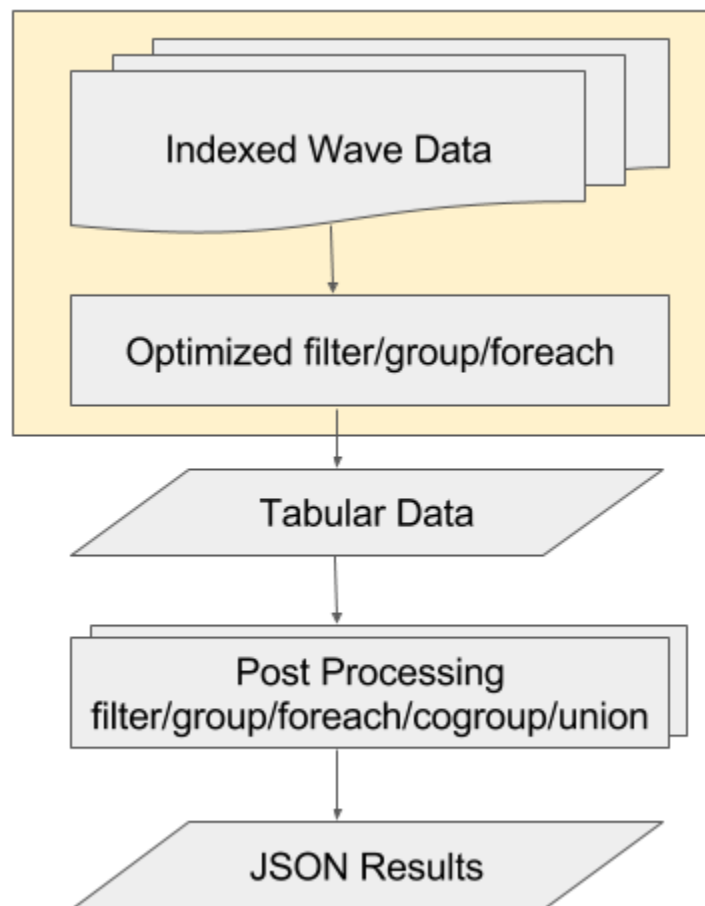 Indexed Wave Data
Optimized filter/group/foreach
Tabular Data
Post Processing
filter/group/foreach/cogroup/union
JSON Results